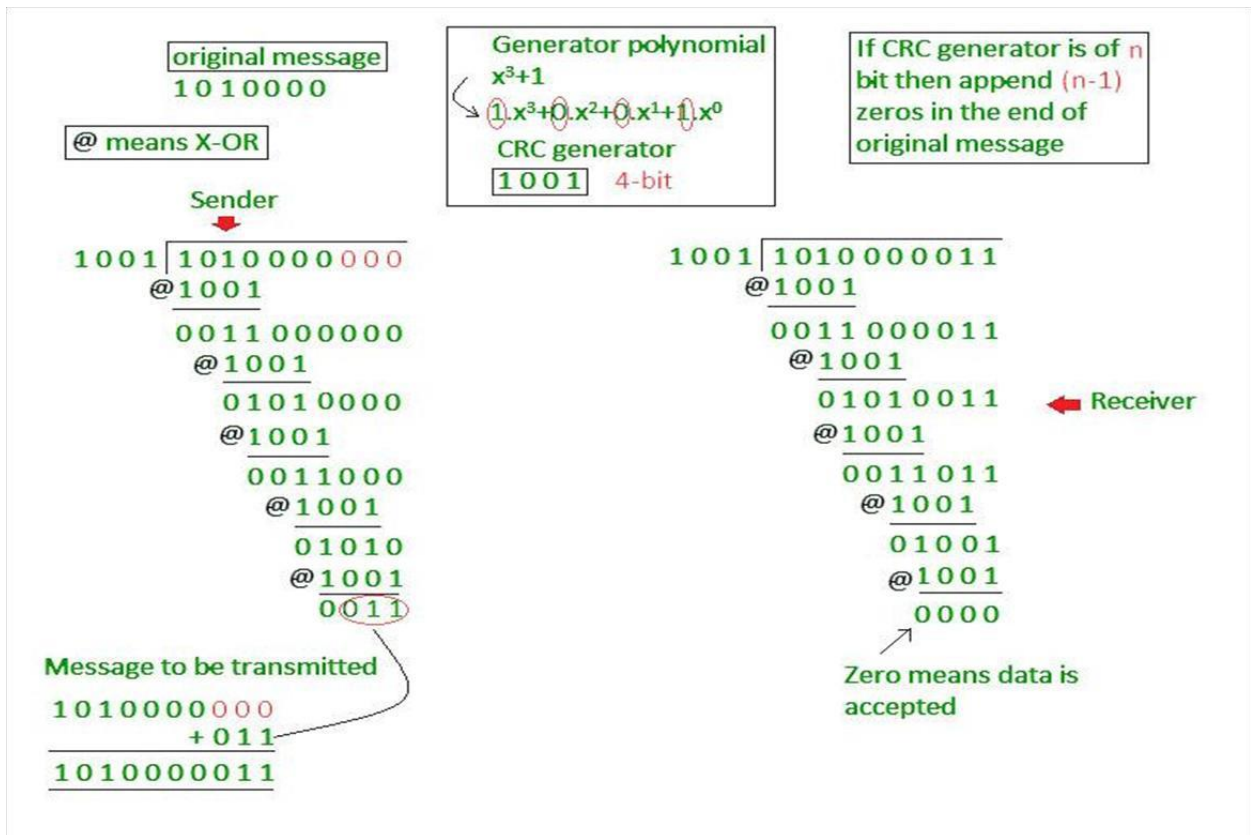 original message
1010000
@ means X-OR
Generator polynomial
x³+1
1.x³+0.x²+0.x¹+1.x⁰
CRC generator
1001 4-bit
If CRC generator is of n
bit then append (n-1)
zeros in the end of
original message
Sender
1001 1010000000
@1001
0011000000
@1001
01010000
@1001
0011000
@1001
01010
@1001
0011
Message to be transmitted
1010000000
+011
1010000011
1001 1010000011
@1001
0011000011
@1001
01010011
Receiver
@1001
0011011
@1001
01001
@1001
0000
Zero means data is
accepted